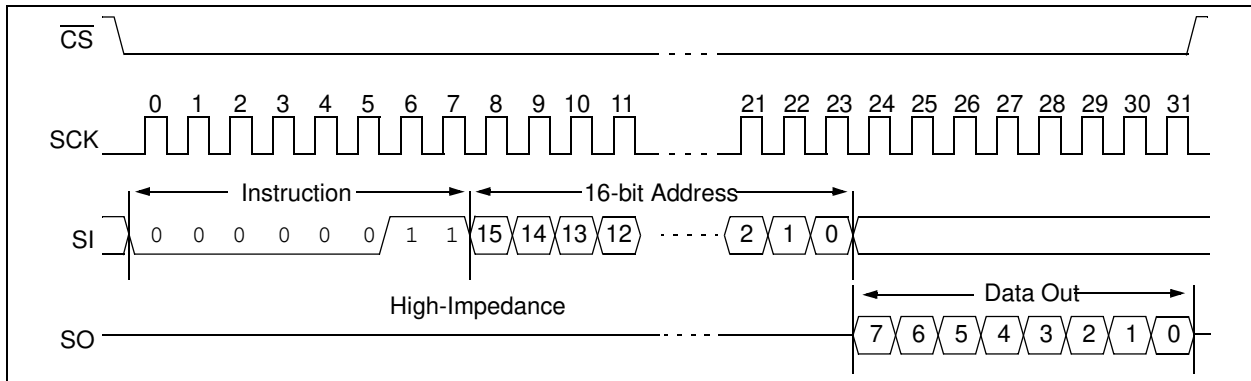 CS
0 1 2 3 4 5 6 7 8 9 10 11 21 22 23 24 25 26 27 28 29 30 31
SCK
Instruction 16-bit Address
SI 0 0 0 0 0 0 1 1 15 14 13 12 2 1 0
High-Impedance Data Out
SO 7 6 5 4 3 2 1 0